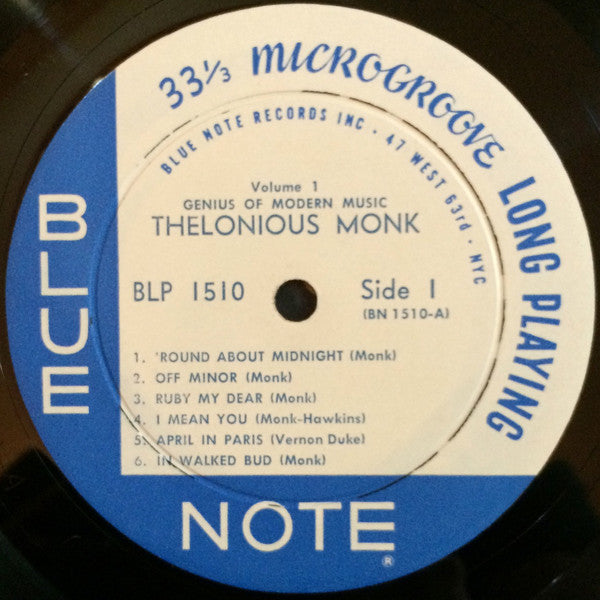 33⅓ MICROGROOVE LONG PLAYING
BLUE NOTE RECORDS INC · 47 WEST 63rd · NYC
Volume 1
GENIUS OF MODERN MUSIC
THELONIOUS MONK
BLP 1510
Side 1
(BN 1510-A)
1. 'ROUND ABOUT MIDNIGHT (Monk)
2. OFF MINOR (Monk)
3. RUBY MY DEAR (Monk)
4. I MEAN YOU (Monk-Hawkins)
5. APRIL IN PARIS (Vernon Duke)
6. IN WALKED BUD (Monk)
BLUE
NOTE®